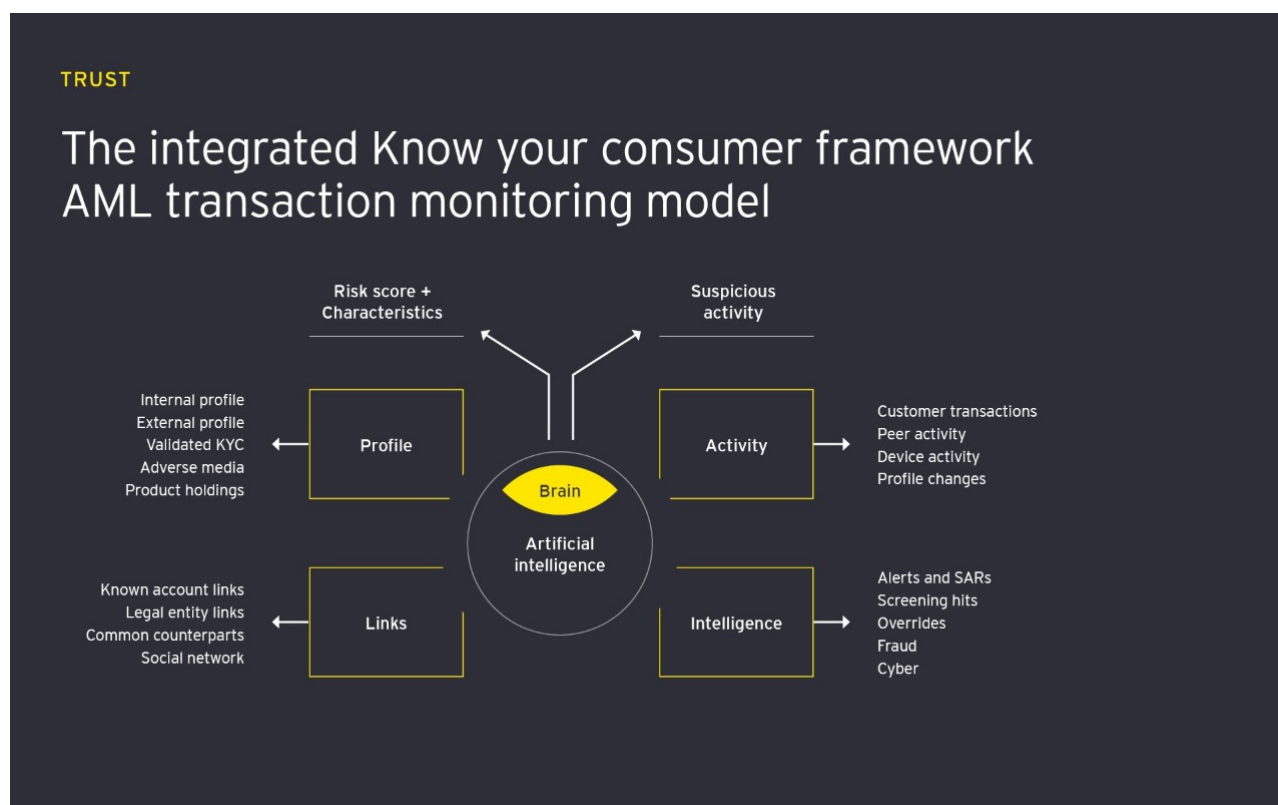 TRUST
The integrated Know your consumer framework
AML transaction monitoring model
Risk score +
Characteristics
Suspicious
activity
Internal profile
External profile
Validated KYC
Adverse media
Product holdings
Profile
Activity
Customer transactions
Peer activity
Device activity
Profile changes
Brain
Artificial
intelligence
Known account links
Legal entity links
Common counterparts
Social network
Links
Intelligence
Alerts and SARs
Screening hits
Overrides
Fraud
Cyber